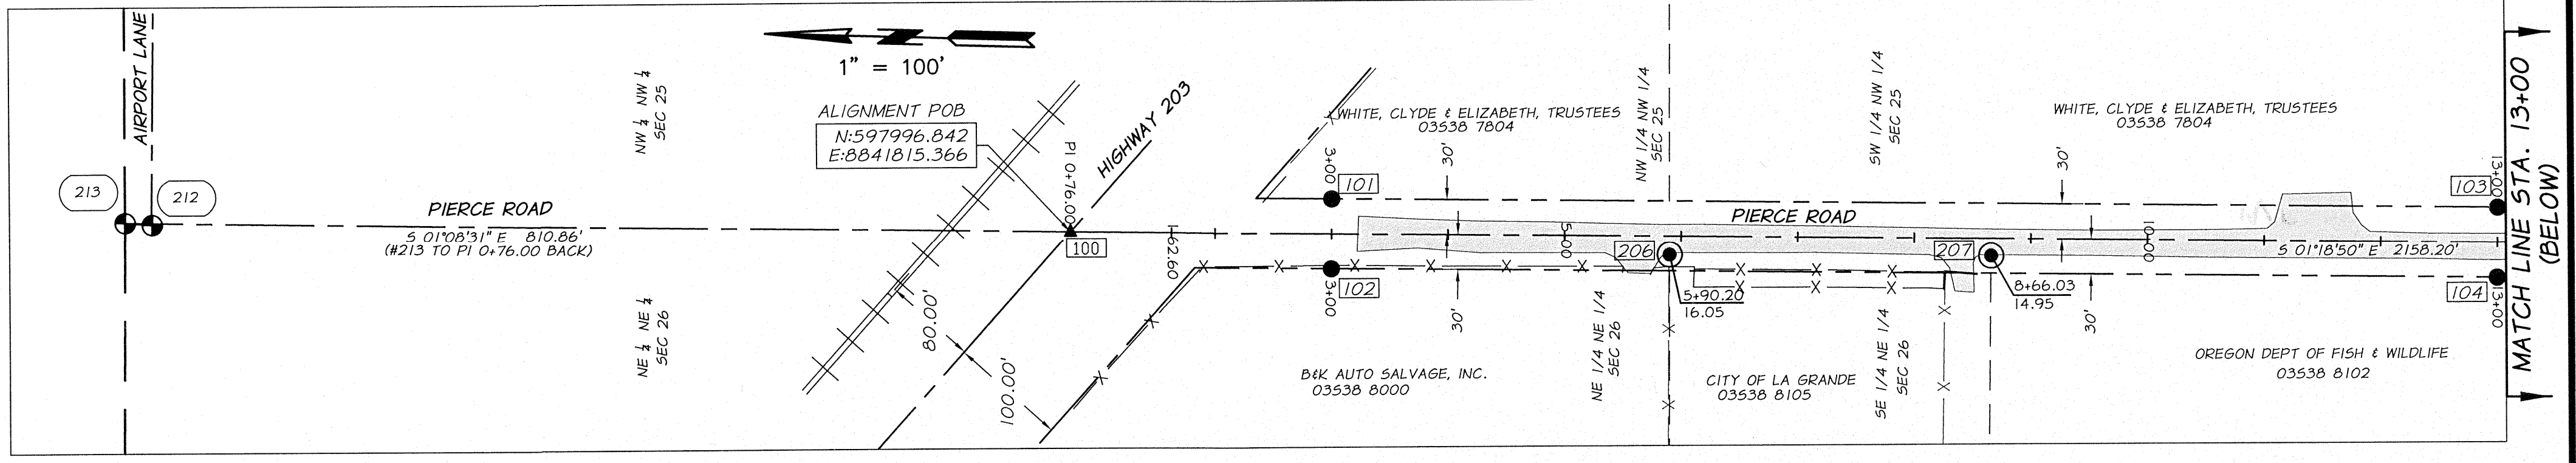 AIRPORT LANE
213
212
PIERCE ROAD
S 01°08'31" E 810.86'
(#213 TO PI 0+76.00 BACK)
NW ¼ NW ¼
SEC 25
NE ¼ NE ¼
SEC 26
1" = 100'
ALIGNMENT POB
N:597996.842
E:8841815.366
PI 0+76.00
HIGHWAY 203
100
1+62.60
80.00'
100.00'
WHITE, CLYDE & ELIZABETH, TRUSTEES
03S38 7804
3+00
101
3+00
102
30'
30'
5+00
B&K AUTO SALVAGE, INC.
03S38 8000
NW 1/4 NW 1/4
SEC 25
NE 1/4 NE 1/4
SEC 26
206
5+90.20
16.05
PIERCE ROAD
CITY OF LA GRANDE
03S38 8105
SW 1/4 NW 1/4
SEC 25
SE 1/4 NE 1/4
SEC 26
207
8+66.03
14.95
WHITE, CLYDE & ELIZABETH, TRUSTEES
03S38 7804
30'
30'
10+00
S 01°18'50" E 2158.20'
OREGON DEPT OF FISH & WILDLIFE
03S38 8102
103
13+00
104
13+00
MATCH LINE STA. 13+00
(BELOW)